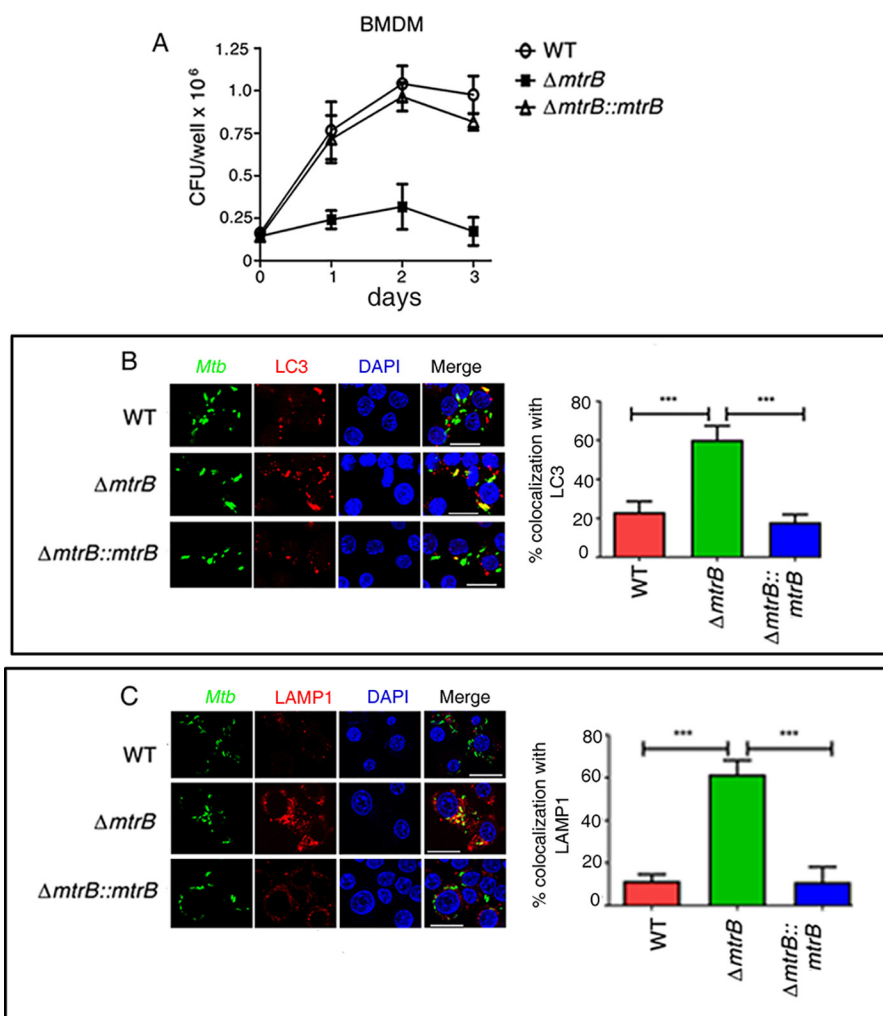 A
BMDM
CFU/well x 10⁶
1.25
1.0
0.75
0.5
0.25
0
0 1 2 3
days
WT
ΔmtrB
ΔmtrB::mtrB
B
Mtb LC3 DAPI Merge
WT
ΔmtrB
ΔmtrB::mtrB
% colocalization with
LC3
80
60
40
20
0
*** ***
WT
ΔmtrB
ΔmtrB::
mtrB
C
Mtb LAMP1 DAPI Merge
WT
ΔmtrB
ΔmtrB::mtrB
% colocalization with
LAMP1
80
60
40
20
0
*** ***
WT
ΔmtrB
ΔmtrB::
mtrB